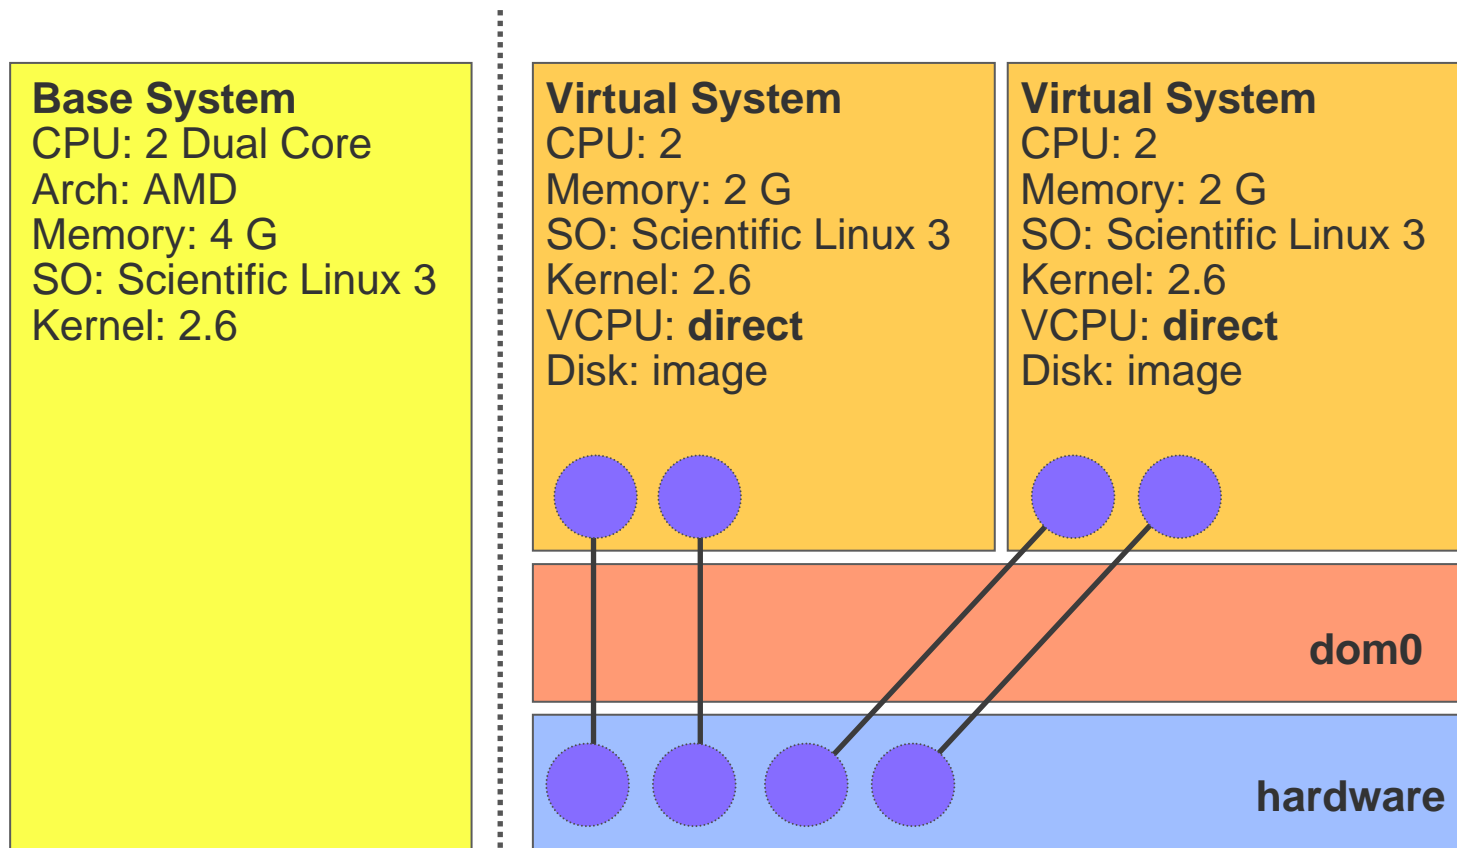 Base System
CPU: 2 Dual Core
Arch: AMD
Memory: 4 G
SO: Scientific Linux 3
Kernel: 2.6
Virtual System
CPU: 2
Memory: 2 G
SO: Scientific Linux 3
Kernel: 2.6
VCPU: direct
Disk: image
Virtual System
CPU: 2
Memory: 2 G
SO: Scientific Linux 3
Kernel: 2.6
VCPU: direct
Disk: image
dom0
hardware